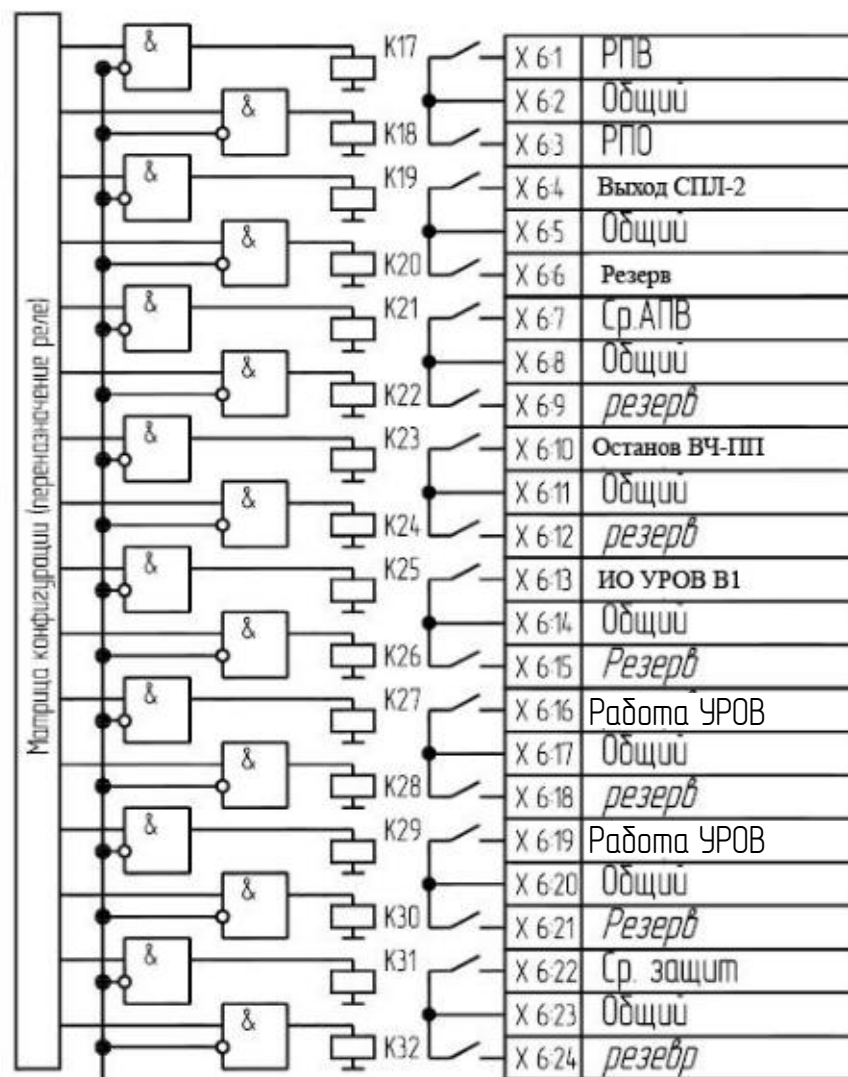 Матрица конфигурации (переназначение реле)
& K17 X 6:1 РПВ
X 6:2 Общий
& K18 X 6:3 РПО
& K19 X 6:4 Выход СПЛ-2
X 6:5 Общий
& K20 X 6:6 Резерв
& K21 X 6:7 Ср.АПВ
X 6:8 Общий
& K22 X 6:9 резерв
& K23 X 6:10 Останов ВЧ-ПП
X 6:11 Общий
& K24 X 6:12 резерв
& K25 X 6:13 ИО УРОВ В1
X 6:14 Общий
& K26 X 6:15 Резерв
& K27 X 6:16 Работа УРОВ
X 6:17 Общий
& K28 X 6:18 резерв
& K29 X 6:19 Работа УРОВ
X 6:20 Общий
& K30 X 6:21 Резерв
& K31 X 6:22 Ср. защит
X 6:23 Общий
& K32 X 6:24 резевр